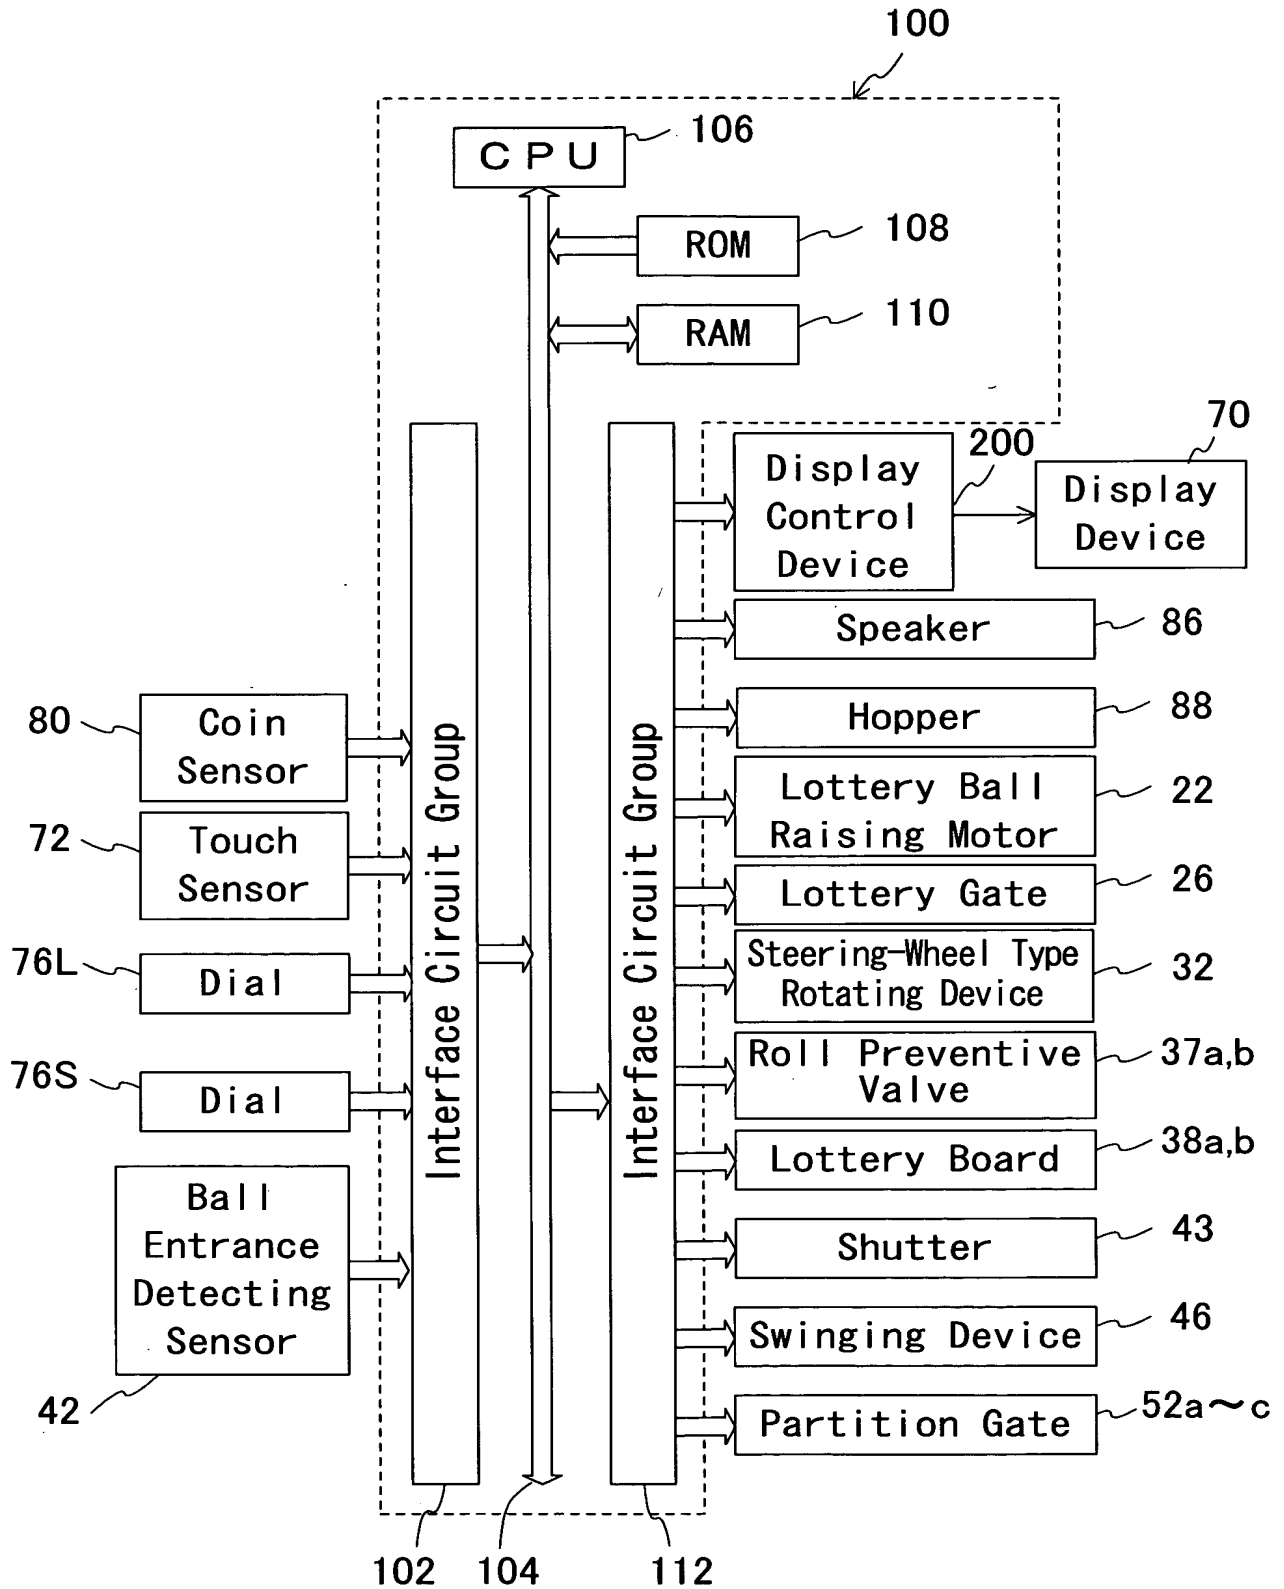 100
CPU
106
ROM
108
RAM
110
Display
Control
Device
200
Display
Device
70
Speaker
86
Hopper
88
Lottery Ball
Raising Motor
22
Lottery Gate
26
Steering-Wheel Type
Rotating Device
32
Roll Preventive
Valve
37a,b
Lottery Board
38a,b
Shutter
43
Swinging Device
46
Partition Gate
52a～c
80
Coin
Sensor
72
Touch
Sensor
76L
Dial
76S
Dial
Ball
Entrance
Detecting
Sensor
42
Interface Circuit Group
Interface Circuit Group
102
104
112